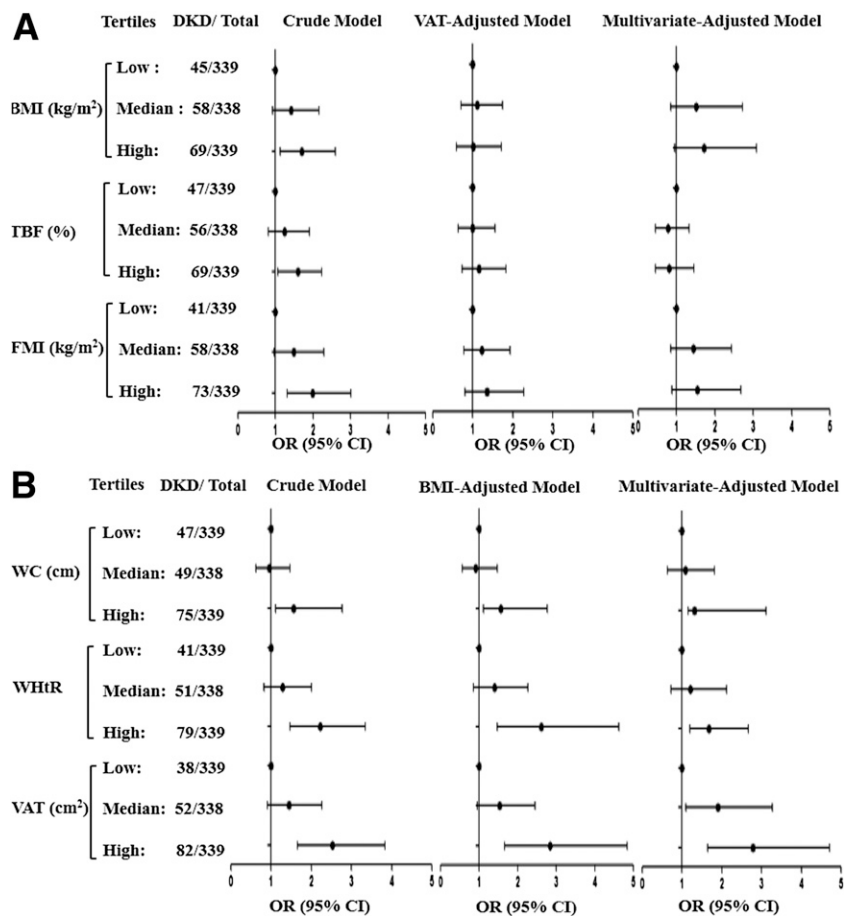 A
Tertiles DKD/ Total Crude Model VAT-Adjusted Model Multivariate-Adjusted Model
Low : 45/339
BMI (kg/m²) Median : 58/338
High: 69/339
Low: 47/339
TBF (%) Median: 56/338
High: 69/339
Low: 41/339
FMI (kg/m²) Median: 58/338
High: 73/339
0 1 2 3 4 5 0 1 2 3 4 5 0 1 2 3 4 5
OR (95% CI) OR (95% CI) OR (95% CI)
B
Tertiles DKD/ Total Crude Model BMI-Adjusted Model Multivariate-Adjusted Model
Low: 47/339
WC (cm) Median: 49/338
High: 75/339
Low: 41/339
WHtR Median: 51/338
High: 79/339
Low: 38/339
VAT (cm²) Median: 52/338
High: 82/339
0 1 2 3 4 5 0 1 2 3 4 5 0 1 2 3 4 5
OR (95% CI) OR (95% CI) OR (95% CI)